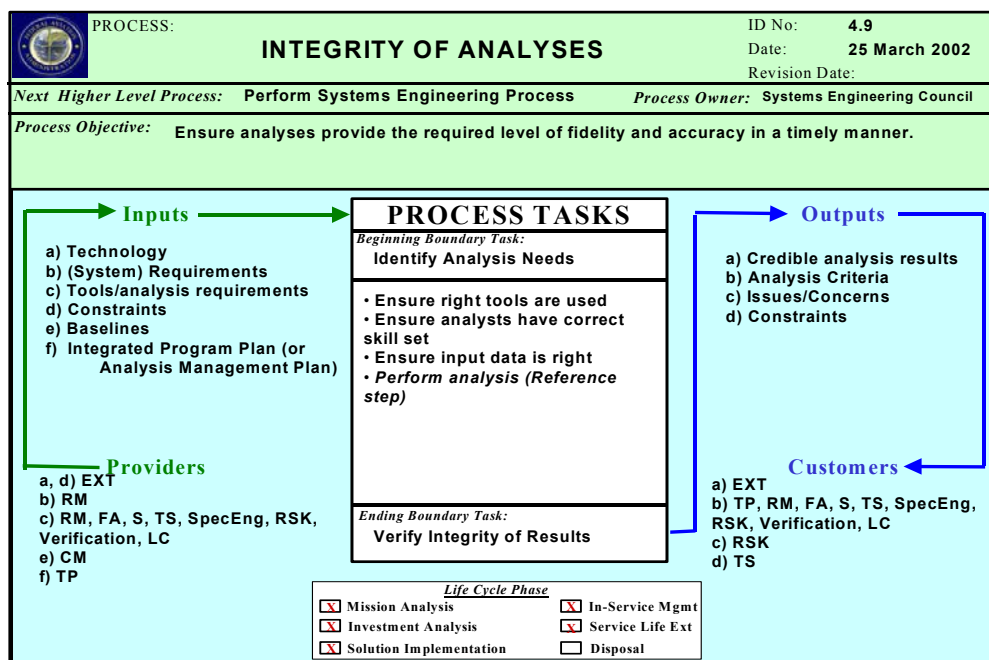 PROCESS:
INTEGRITY OF ANALYSES
ID No: 4.9
Date: 25 March 2002
Revision Date:
Next Higher Level Process: Perform Systems Engineering Process
Process Owner: Systems Engineering Council
Process Objective: Ensure analyses provide the required level of fidelity and accuracy in a timely manner.
Inputs
a) Technology
b) (System) Requirements
c) Tools/analysis requirements
d) Constraints
e) Baselines
f) Integrated Program Plan (or
Analysis Management Plan)
Providers
a, d) EXT
b) RM
c) RM, FA, S, TS, SpecEng, RSK,
Verification, LC
e) CM
f) TP
PROCESS TASKS
Beginning Boundary Task:
Identify Analysis Needs
• Ensure right tools are used
• Ensure analysts have correct
skill set
• Ensure input data is right
• Perform analysis (Reference
step)
Ending Boundary Task:
Verify Integrity of Results
Outputs
a) Credible analysis results
b) Analysis Criteria
c) Issues/Concerns
d) Constraints
Customers
a) EXT
b) TP, RM, FA, S, TS, SpecEng,
RSK, Verification, LC
c) RSK
d) TS
Life Cycle Phase
X Mission Analysis
X In-Service Mgmt
X Investment Analysis
X Service Life Ext
X Solution Implementation
Disposal